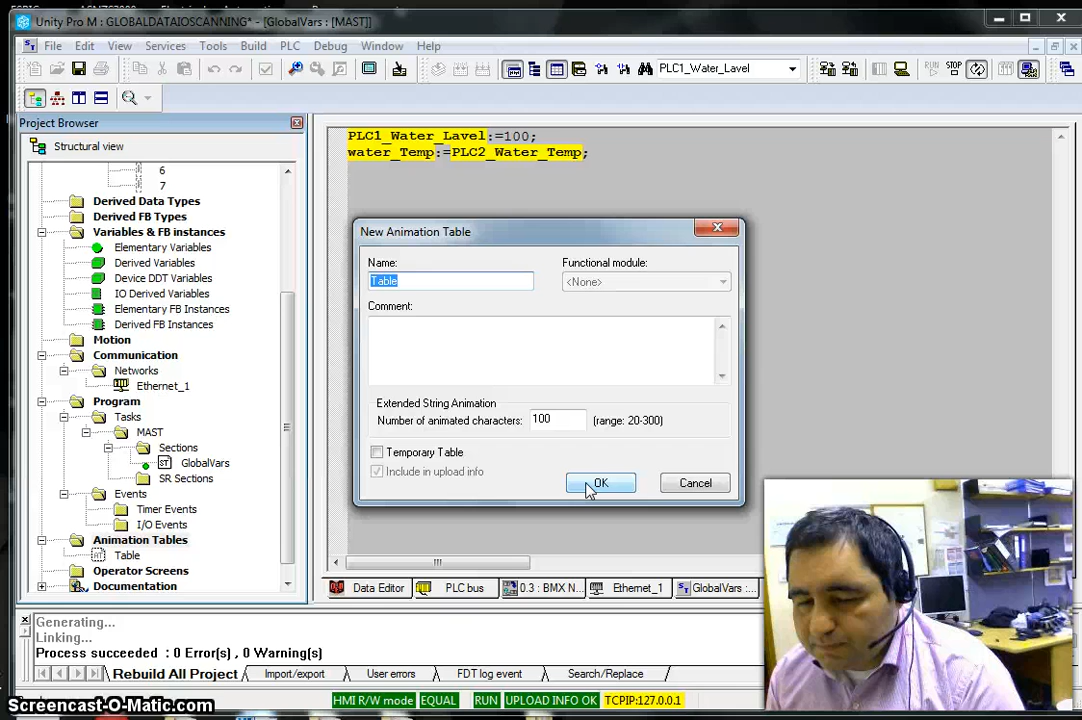 Unity Pro M : GLOBALDATAIOSCANNING* - [GlobalVars : [MAST]]
File Edit View Services Tools Build PLC Debug Window Help
PLC1_Water_Lavel
Project Browser
Structural view
PLC1_Water_Lavel:=100;
water_Temp:=PLC2_Water_Temp;
6
7
Derived Data Types
Derived FB Types
Variables & FB instances
Elementary Variables
Derived Variables
Device DDT Variables
IO Derived Variables
Elementary FB Instances
Derived FB Instances
Motion
Communication
Networks
Ethernet_1
Program
Tasks
MAST
Sections
GlobalVars
SR Sections
Events
Timer Events
I/O Events
Animation Tables
Table
Operator Screens
Documentation
New Animation Table
Name: Functional module:
Table <None>
Comment:
Extended String Animation
Number of animated characters: 100 (range: 20-300)
Temporary Table
Include in upload info
OK Cancel
Data Editor PLC bus 0.3 : BMX N... Ethernet_1 GlobalVars :...
Generating...
Linking...
Process succeeded : 0 Error(s) , 0 Warning(s)
Rebuild All Project Import/export User errors FDT log event Search/Replace
HMI R/W mode EQUAL RUN UPLOAD INFO OK TCPIP:127.0.0.1
Screencast-O-Matic.com